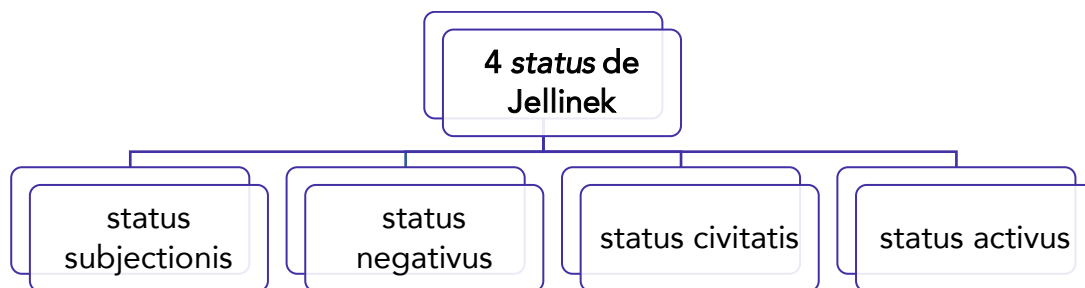 4 status de
Jellinek
status
subjectionis
status
negativus
status civitatis
status activus